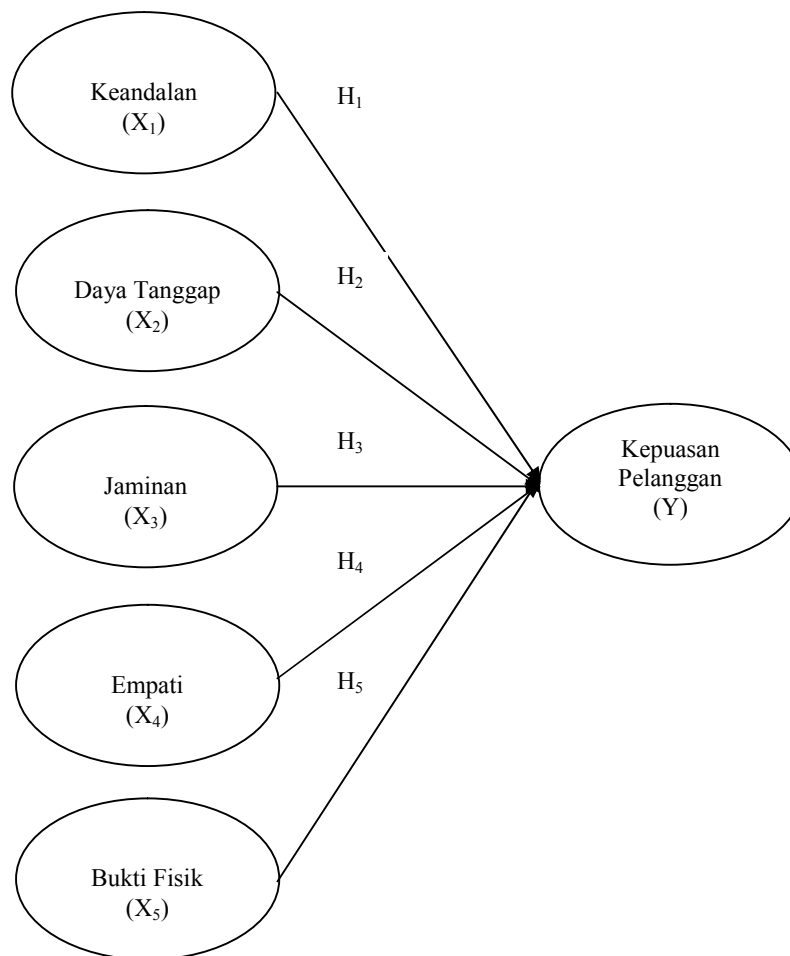 Keandalan
(X₁)
H₁
Daya Tanggap
(X₂)
H₂
Jaminan
(X₃)
H₃
Kepuasan
Pelanggan
(Y)
Empati
(X₄)
H₄
Bukti Fisik
(X₅)
H₅